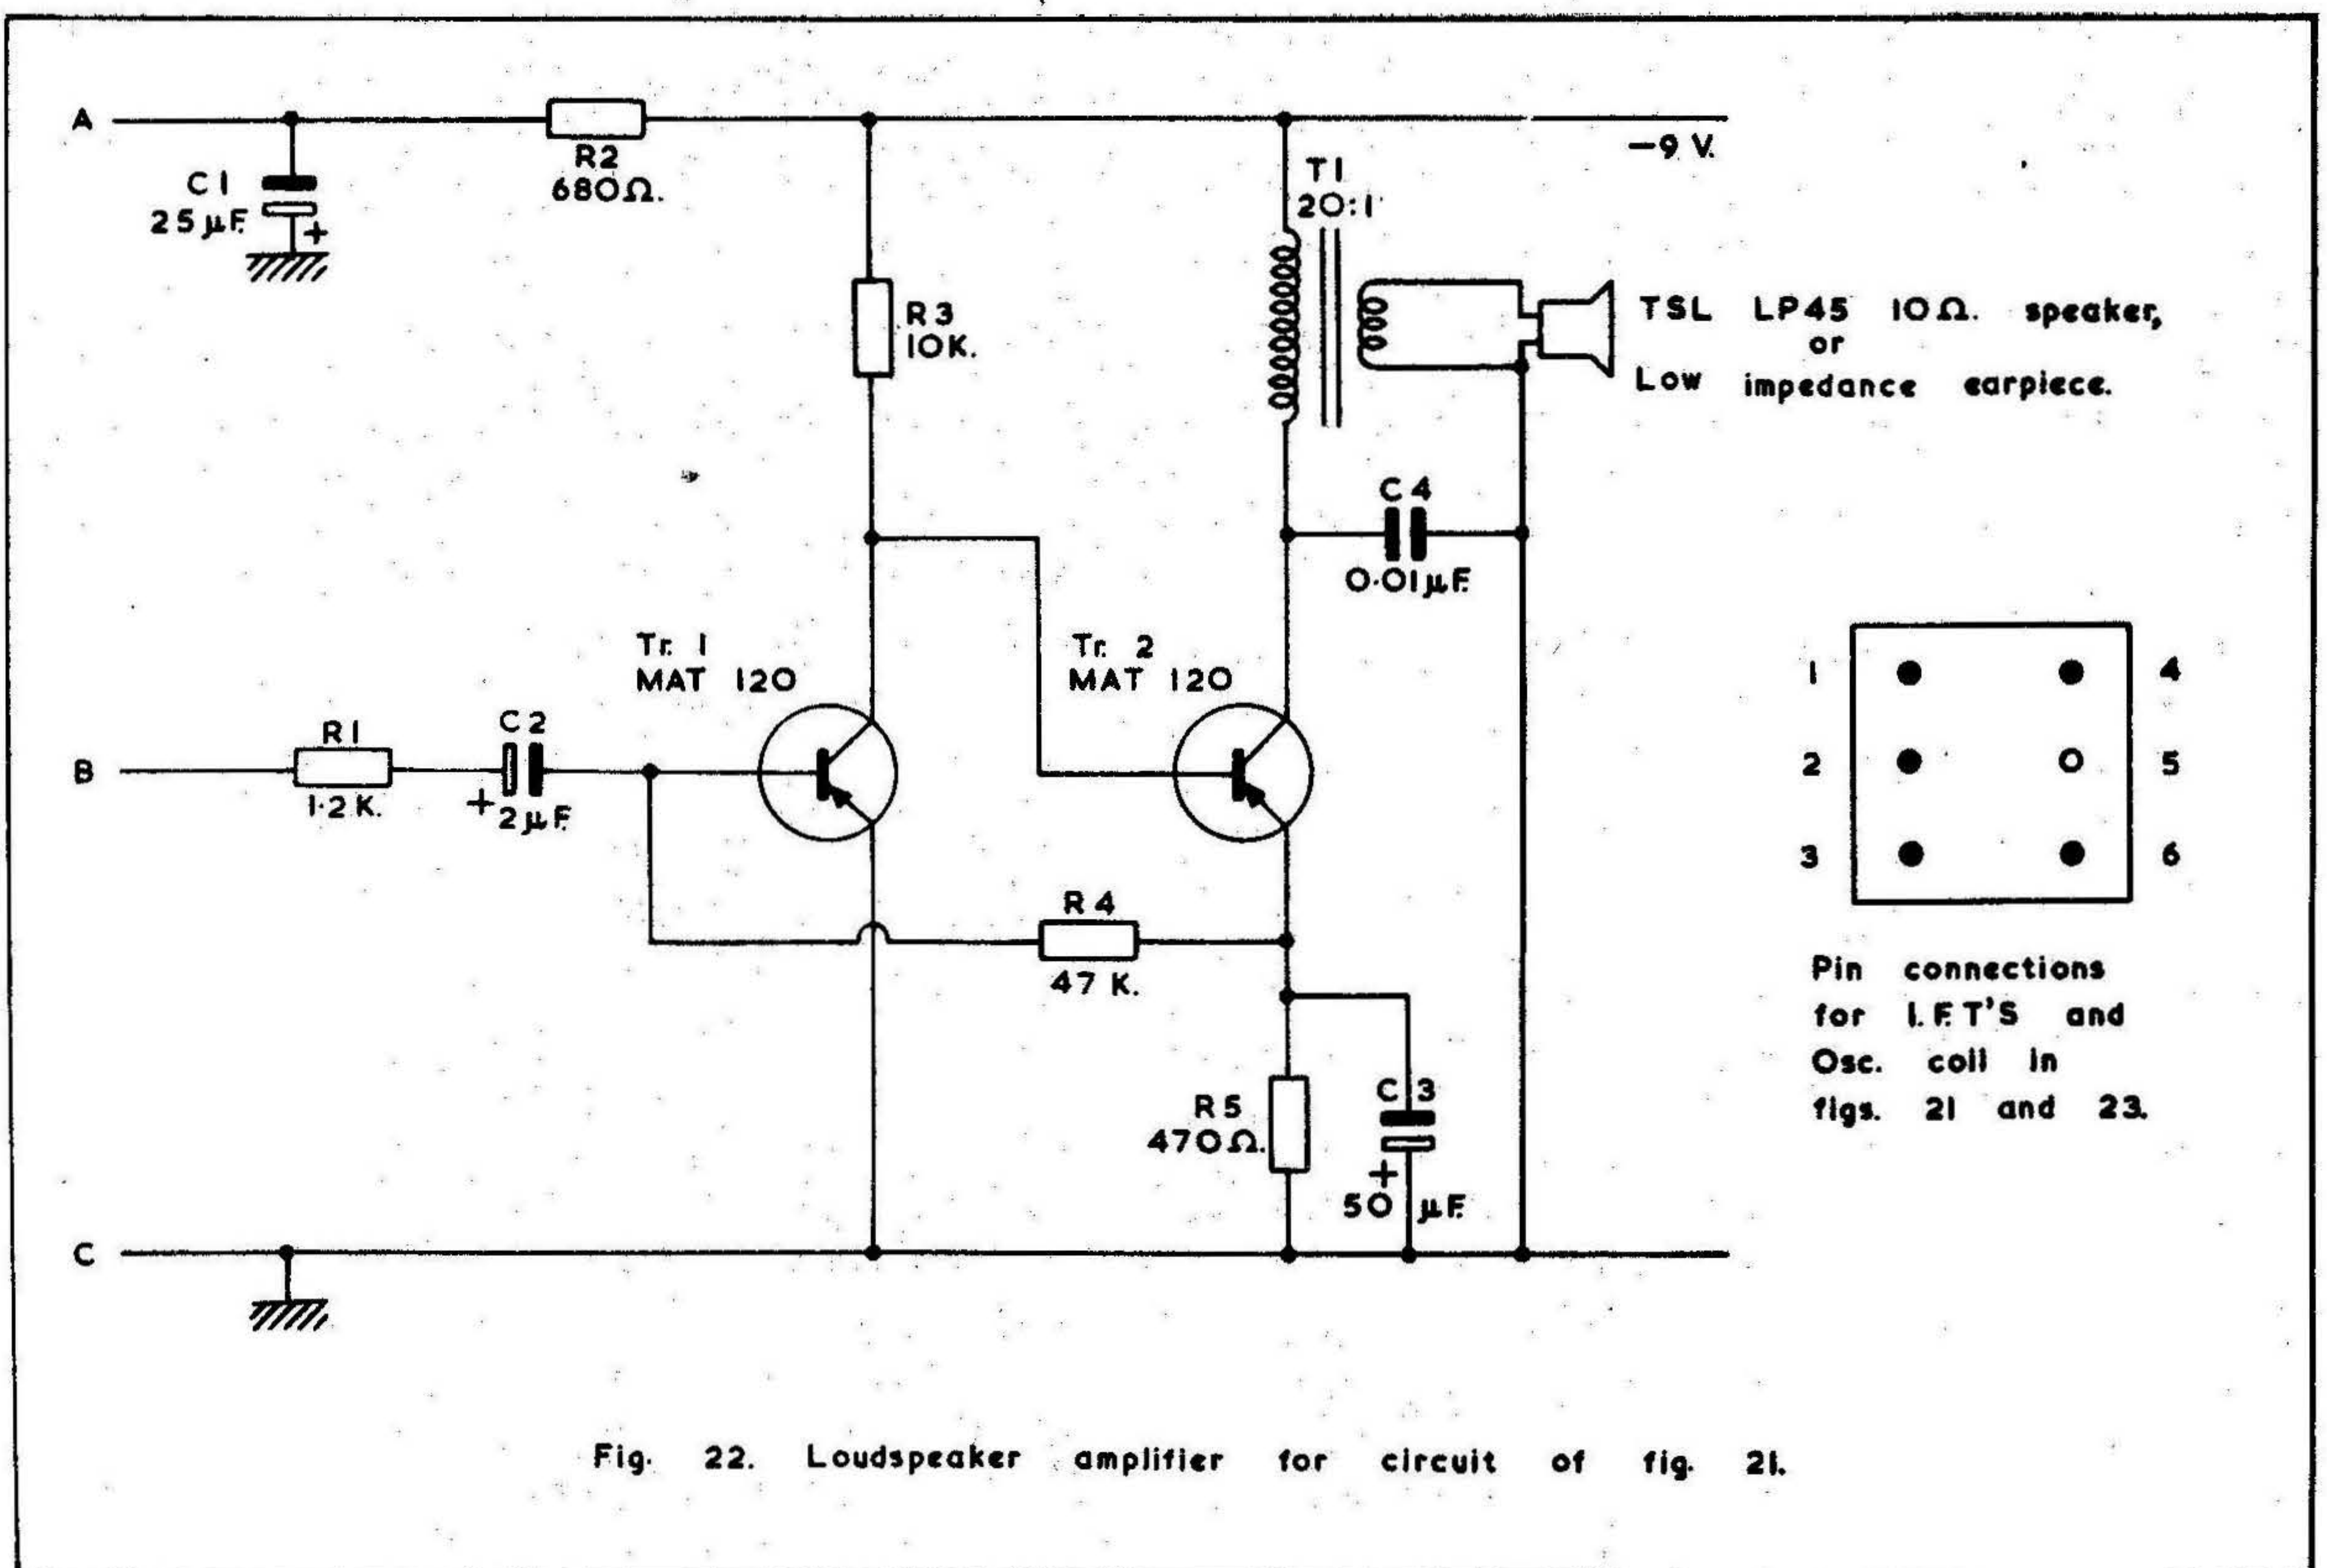 A
−9 V.
R2
680Ω.
C1
25 μF.
+
T1
20:1
R3
10K.
TSL LP45 10Ω. speaker,
or
Low impedance earpiece.
C4
0·01μF.
Tr. 1
MAT 120
Tr. 2
MAT 120
B
R1
1·2K.
C2
+
2μF.
1
4
2
5
3
6
R4
47 K.
Pin connections
for I.F.T'S and
Osc. coil in
figs. 21 and 23.
R5
470Ω.
C3
+
50 μF.
C
Fig. 22. Loudspeaker amplifier for circuit of fig. 21.